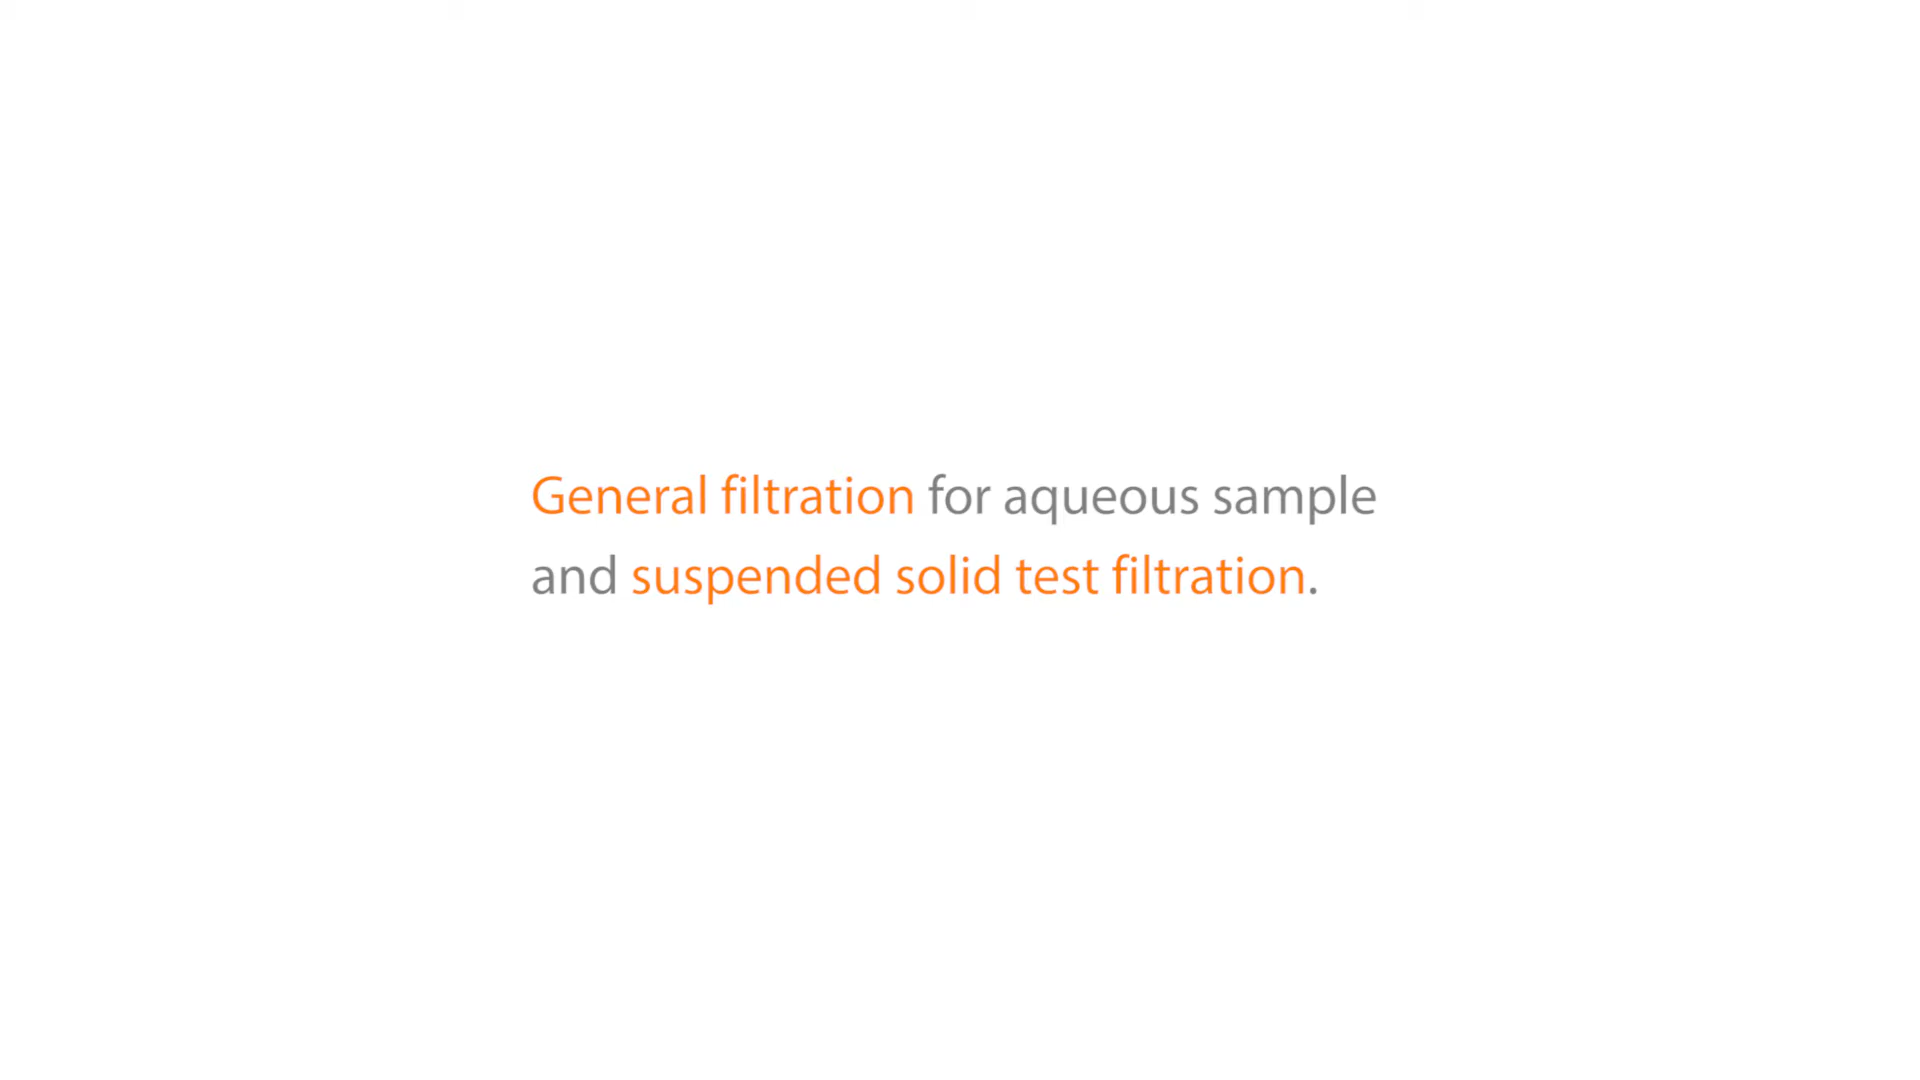 General filtration for aqueous sample
and suspended solid test filtration.